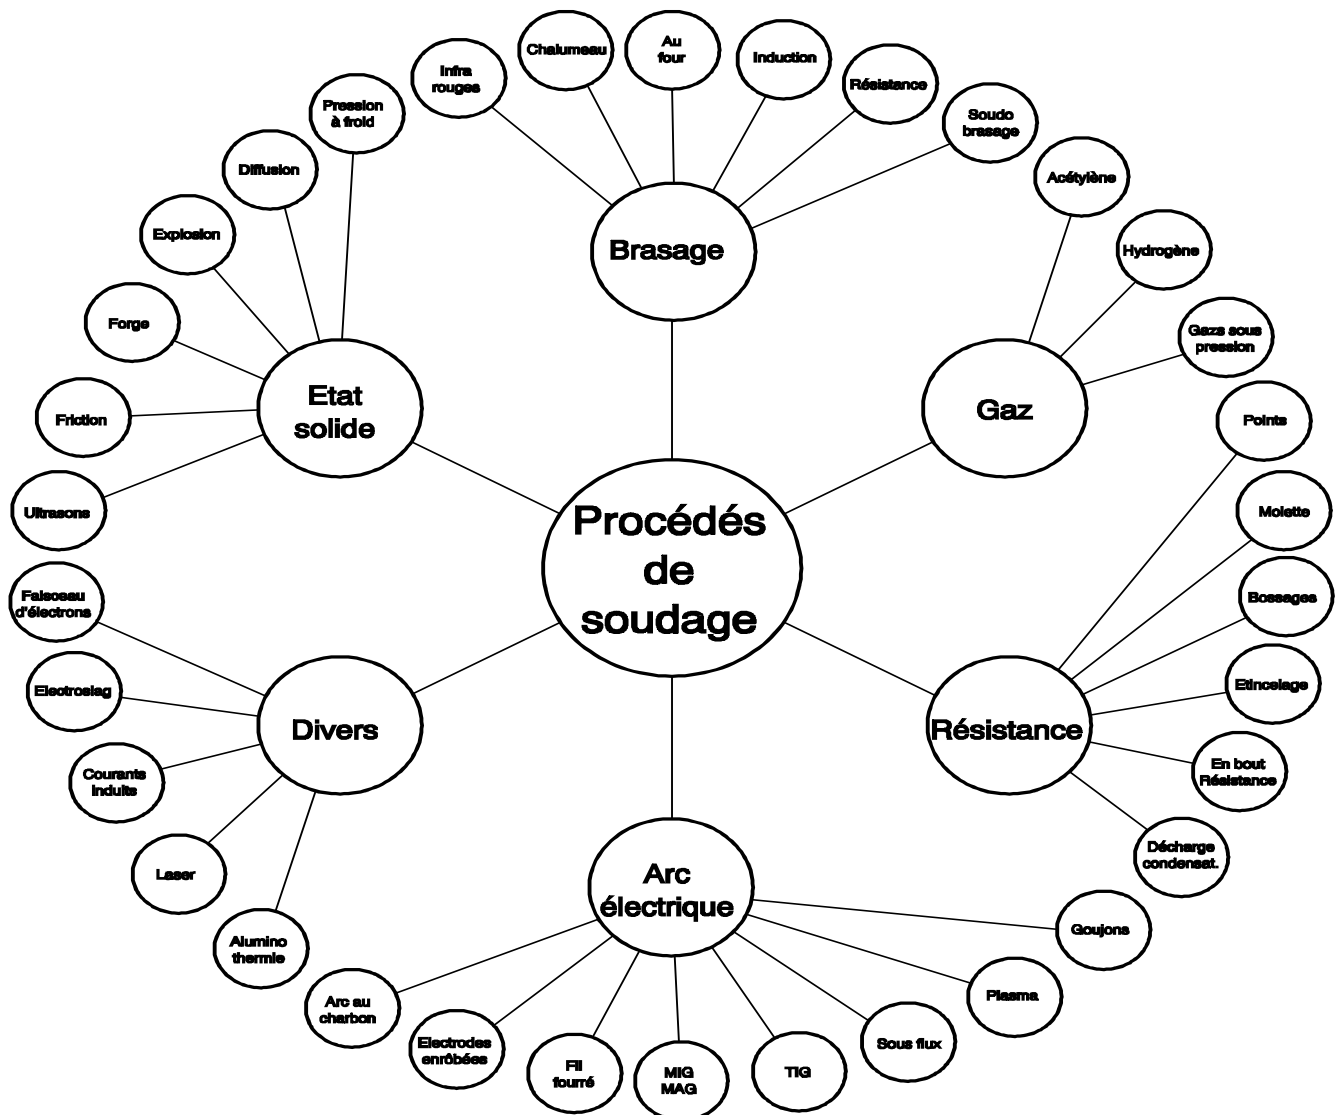 Procédés
de
soudage
Brasage
Infra
rouges
Chalumeau
Au
four
Induction
Résistance
Soudo
brasage
Gaz
Acétylène
Hydrogène
Gazs sous
pression
Résistance
Points
Molette
Bossages
Etincelage
En bout
Résistance
Décharge
condensat.
Arc
électrique
Goujons
Plasma
Sous flux
TIG
MIG
MAG
Fil
fourré
Electrodes
enrôbées
Arc au
charbon
Divers
Alumino
thermie
Laser
Courants
induits
Electroslag
Faisceau
d'électrons
Etat
solide
Ultrasons
Friction
Forge
Explosion
Diffusion
Pression
à froid